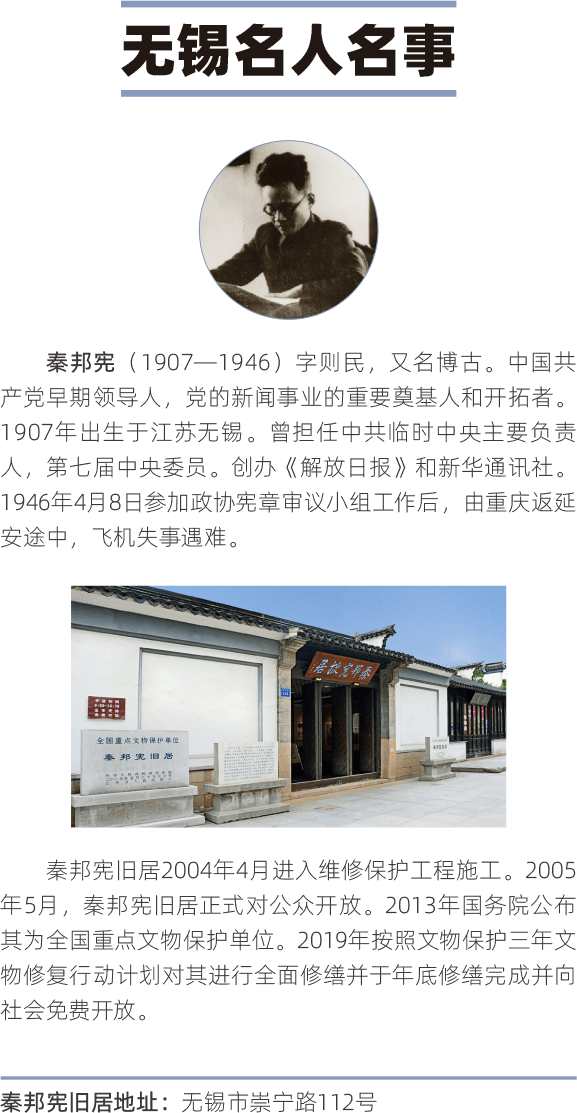 无锡名人名事
秦邦宪（1907—1946）字则民，又名博古。中国共
产党早期领导人，党的新闻事业的重要奠基人和开拓者。
1907年出生于江苏无锡。曾担任中共临时中央主要负责
人，第七届中央委员。创办《解放日报》和新华通讯社。
1946年4月8日参加政协宪章审议小组工作后，由重庆返延
安途中，飞机失事遇难。
秦邦宪故居
全国重点文物保护单位
秦邦宪旧居
秦邦宪旧居2004年4月进入维修保护工程施工。2005
年5月，秦邦宪旧居正式对公众开放。2013年国务院公布
其为全国重点文物保护单位。2019年按照文物保护三年文
物修复行动计划对其进行全面修缮并于年底修缮完成并向
社会免费开放。
秦邦宪旧居地址：无锡市崇宁路112号